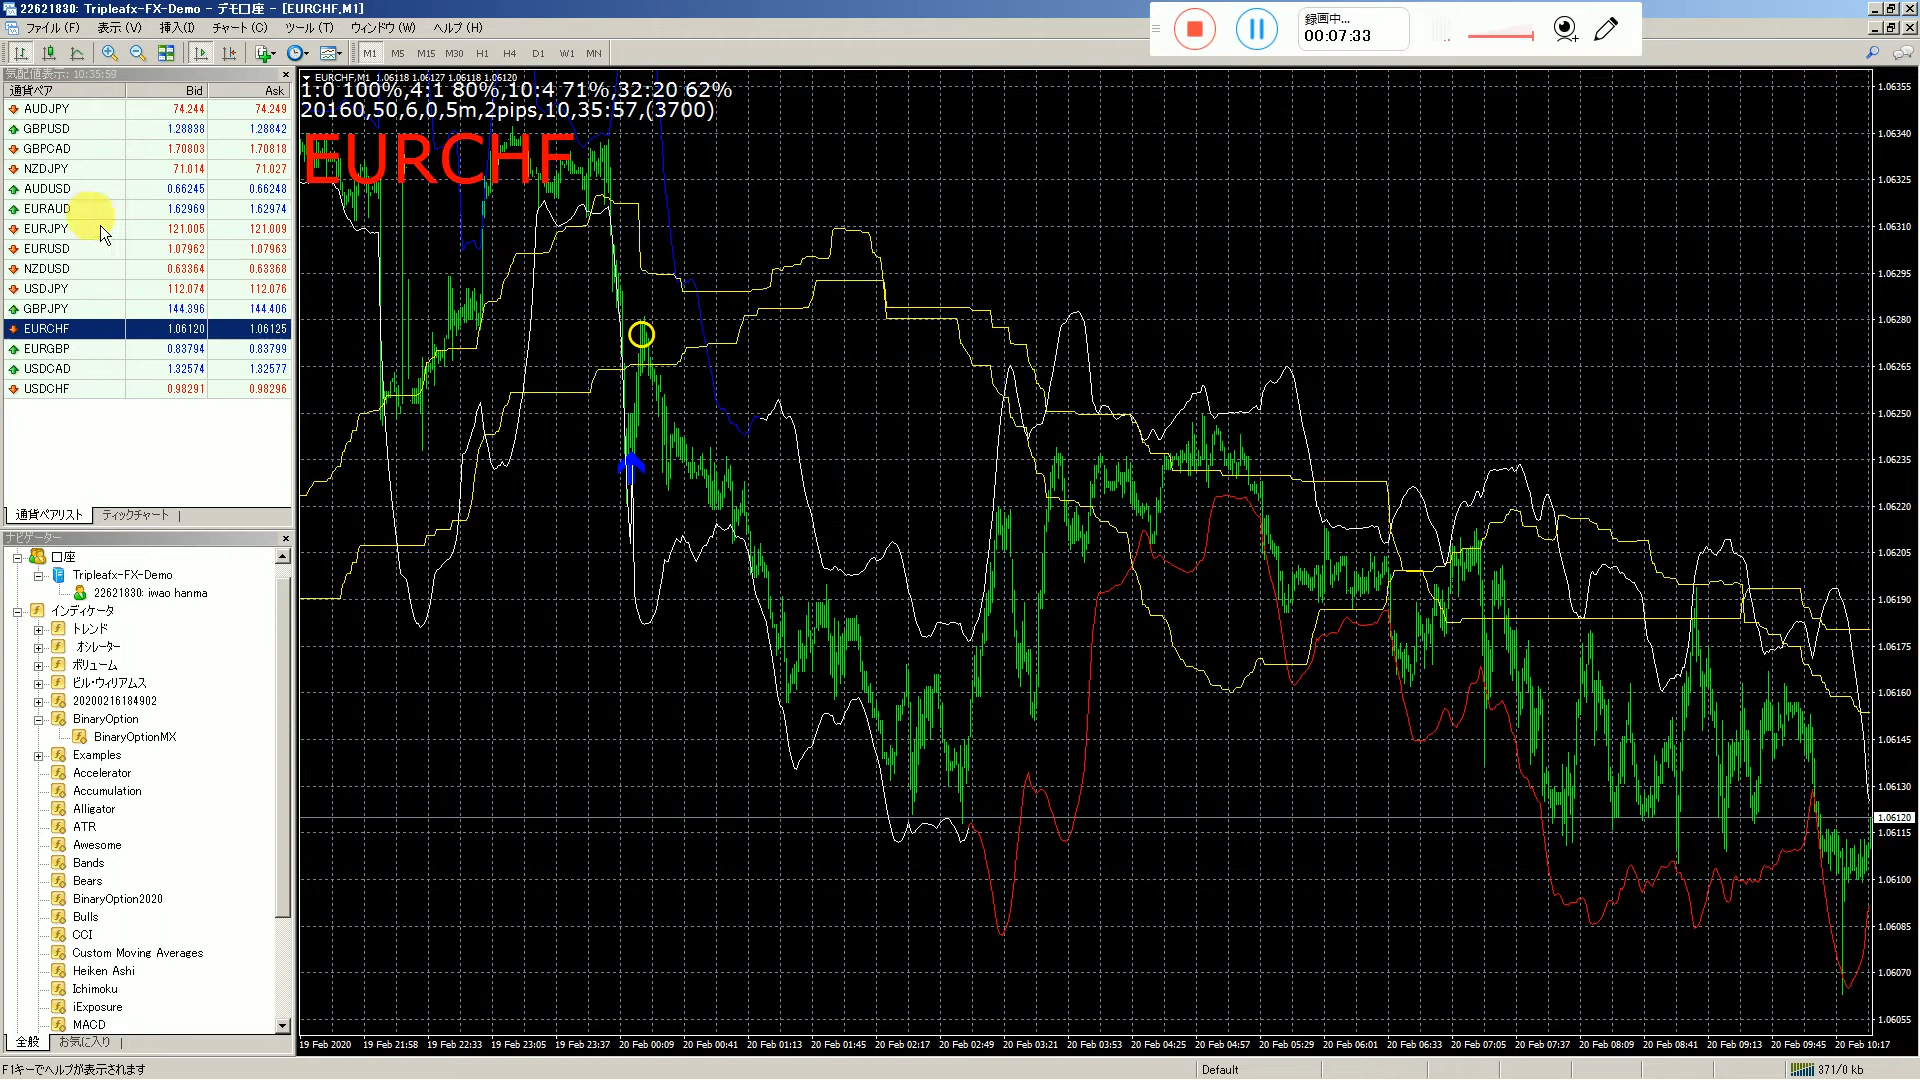 22621830: Tripleafx-FX-Demo - デモ口座 - [EURCHF,M1]
ファイル (F) 表示 (V) 挿入(I) チャート (C) ツール (T) ウィンドウ (W) ヘルプ (H)
録画中...
00:07:33
M1 M5 M15 M30 H1 H4 D1 W1 MN
気配値表示: 10:35:59
通貨ペア Bid Ask
AUDJPY 74.244 74.249
GBPUSD 1.28838 1.28842
GBPCAD 1.70803 1.70818
NZDJPY 71.014 71.027
AUDUSD 0.66245 0.66248
EURAUD 1.62969 1.62974
EURJPY 121.005 121.009
EURUSD 1.07962 1.07963
NZDUSD 0.63364 0.63368
USDJPY 112.074 112.076
GBPJPY 144.396 144.406
EURCHF 1.06120 1.06125
EURGBP 0.83794 0.83799
USDCAD 1.32574 1.32577
USDCHF 0.98291 0.98296
通貨ペアリスト ティックチャート
ナビゲーター
口座
Tripleafx-FX-Demo
22621830: iwao hanma
インディケータ
トレンド
オシレーター
ボリューム
ビル・ウィリアムス
20200216184902
BinaryOption
BinaryOptionMX
Examples
Accelerator
Accumulation
Alligator
ATR
Awesome
Bands
Bears
BinaryOption2020
Bulls
CCI
Custom Moving Averages
Heiken Ashi
Ichimoku
iExposure
MACD
全般 お気に入り
EURCHF,M1 1.06118 1.06127 1.06118 1.06120
1:0 100%,4:1 80%,10:4 71%,32:20 62%
20160,50,6,0,5m,2pips,10,35:57,(3700)
EURCHF
1.06355
1.06340
1.06325
1.06310
1.06295
1.06280
1.06265
1.06250
1.06235
1.06220
1.06205
1.06190
1.06175
1.06160
1.06145
1.06130
1.06120
1.06115
1.06100
1.06085
1.06070
1.06055
19 Feb 2020 19 Feb 21:58 19 Feb 22:33 19 Feb 23:05 19 Feb 23:37 20 Feb 00:09 20 Feb 00:41 20 Feb 01:13 20 Feb 01:45 20 Feb 02:17 20 Feb 02:49 20 Feb 03:21 20 Feb 03:53 20 Feb 04:25 20 Feb 04:57 20 Feb 05:29 20 Feb 06:01 20 Feb 06:33 20 Feb 07:05 20 Feb 07:37 20 Feb 08:09 20 Feb 08:41 20 Feb 09:13 20 Feb 09:45 20 Feb 10:17
F1キーでヘルプが表示されます Default 371/0 kb